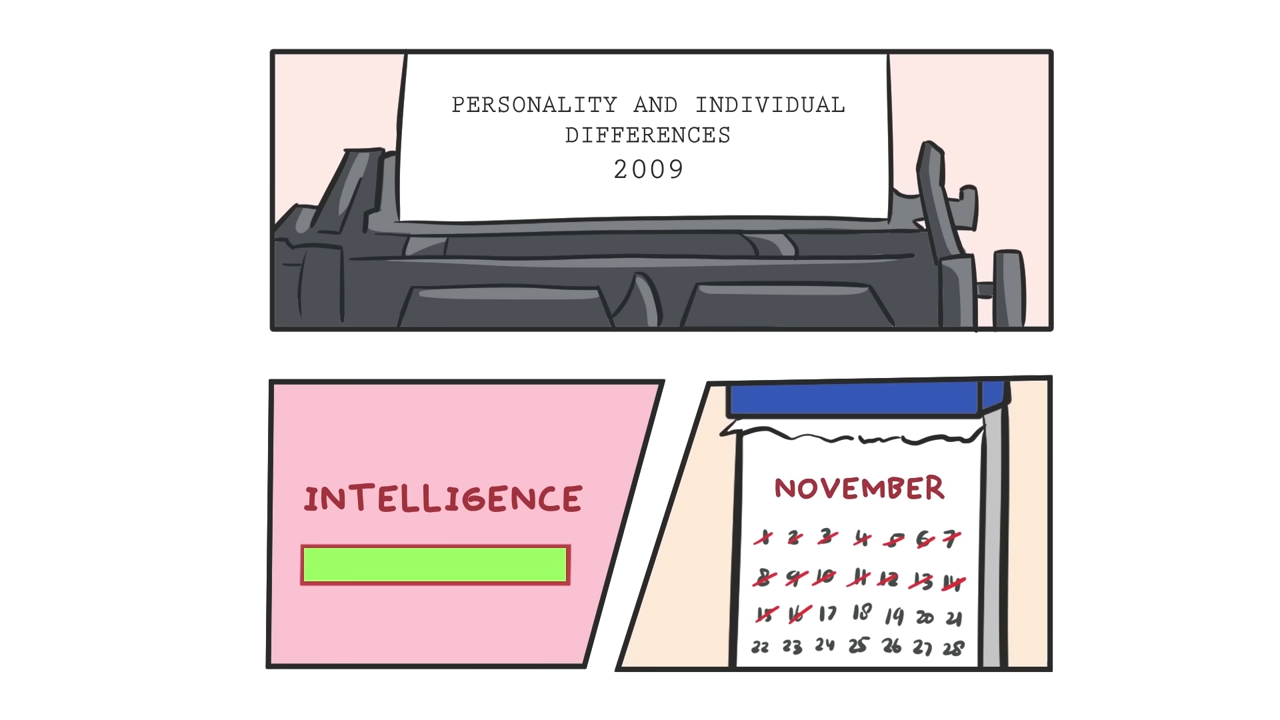 PERSONALITY AND INDIVIDUAL
DIFFERENCES
2009
INTELLIGENCE
NOVEMBER
1 2 3 4 5 6 7
8 9 10 11 12 13 14
15 16 17 18 19 20 21
22 23 24 25 26 27 28